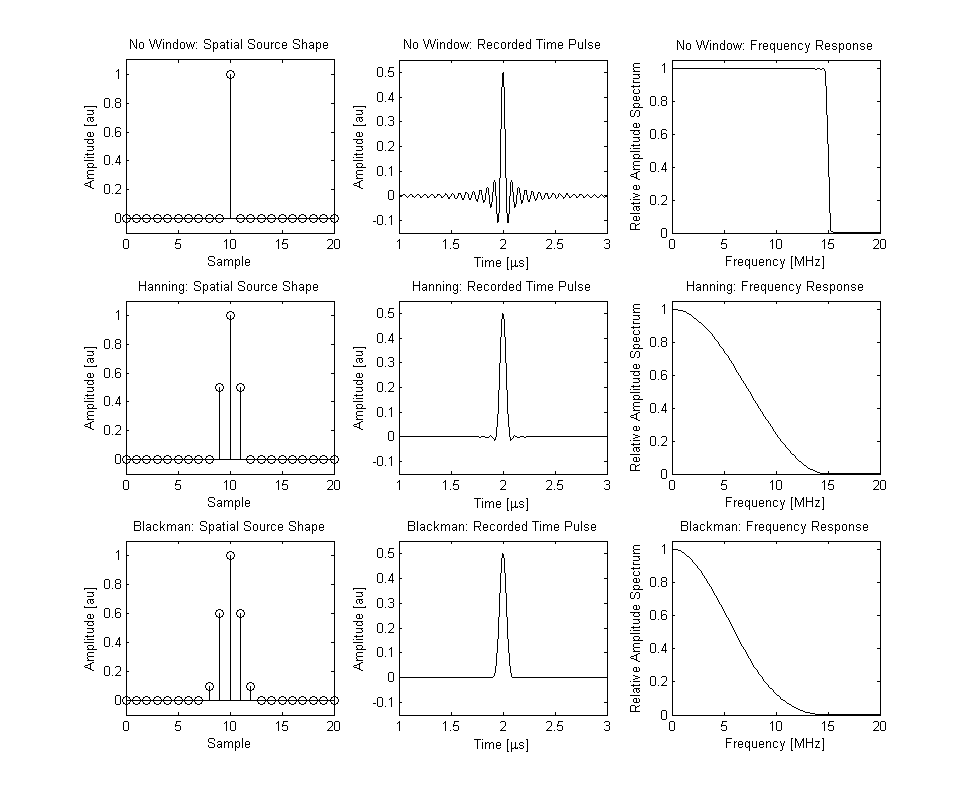 No Window: Spatial Source Shape
No Window: Recorded Time Pulse
No Window: Frequency Response
Amplitude [au]
1
0.8
0.6
0.4
0.2
0
0 5 10 15 20
Sample
Amplitude [au]
0.5
0.4
0.3
0.2
0.1
0
-0.1
1 1.5 2 2.5 3
Time [μs]
Relative Amplitude Spectrum
1
0.8
0.6
0.4
0.2
0
0 5 10 15 20
Frequency [MHz]
Hanning: Spatial Source Shape
Hanning: Recorded Time Pulse
Hanning: Frequency Response
Amplitude [au]
1
0.8
0.6
0.4
0.2
0
0 5 10 15 20
Sample
Amplitude [au]
0.5
0.4
0.3
0.2
0.1
0
-0.1
1 1.5 2 2.5 3
Time [μs]
Relative Amplitude Spectrum
1
0.8
0.6
0.4
0.2
0
0 5 10 15 20
Frequency [MHz]
Blackman: Spatial Source Shape
Blackman: Recorded Time Pulse
Blackman: Frequency Response
Amplitude [au]
1
0.8
0.6
0.4
0.2
0
0 5 10 15 20
Sample
Amplitude [au]
0.5
0.4
0.3
0.2
0.1
0
-0.1
1 1.5 2 2.5 3
Time [μs]
Relative Amplitude Spectrum
1
0.8
0.6
0.4
0.2
0
0 5 10 15 20
Frequency [MHz]